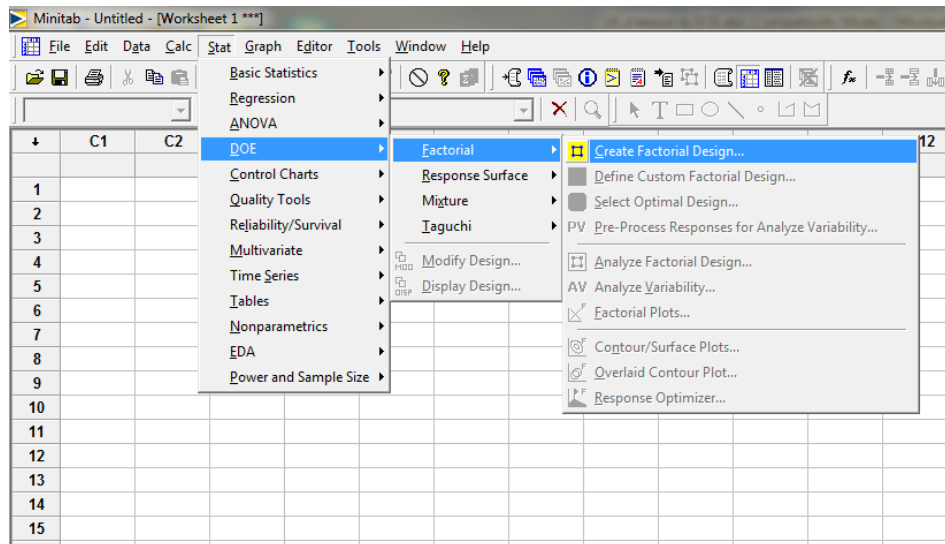 Minitab - Untitled - [Worksheet 1 ***]
File Edit Data Calc Stat Graph Editor Tools Window Help
Basic Statistics
Regression
ANOVA
DOE
Control Charts
Quality Tools
Reliability/Survival
Multivariate
Time Series
Tables
Nonparametrics
EDA
Power and Sample Size
Factorial
Response Surface
Mixture
Taguchi
MOD Modify Design...
DISP Display Design...
Create Factorial Design...
Define Custom Factorial Design...
Select Optimal Design...
PV Pre-Process Responses for Analyze Variability...
Analyze Factorial Design...
AV Analyze Variability...
F Factorial Plots...
F Contour/Surface Plots...
F Overlaid Contour Plot...
F Response Optimizer...
C1 C2 12
1
2
3
4
5
6
7
8
9
10
11
12
13
14
15